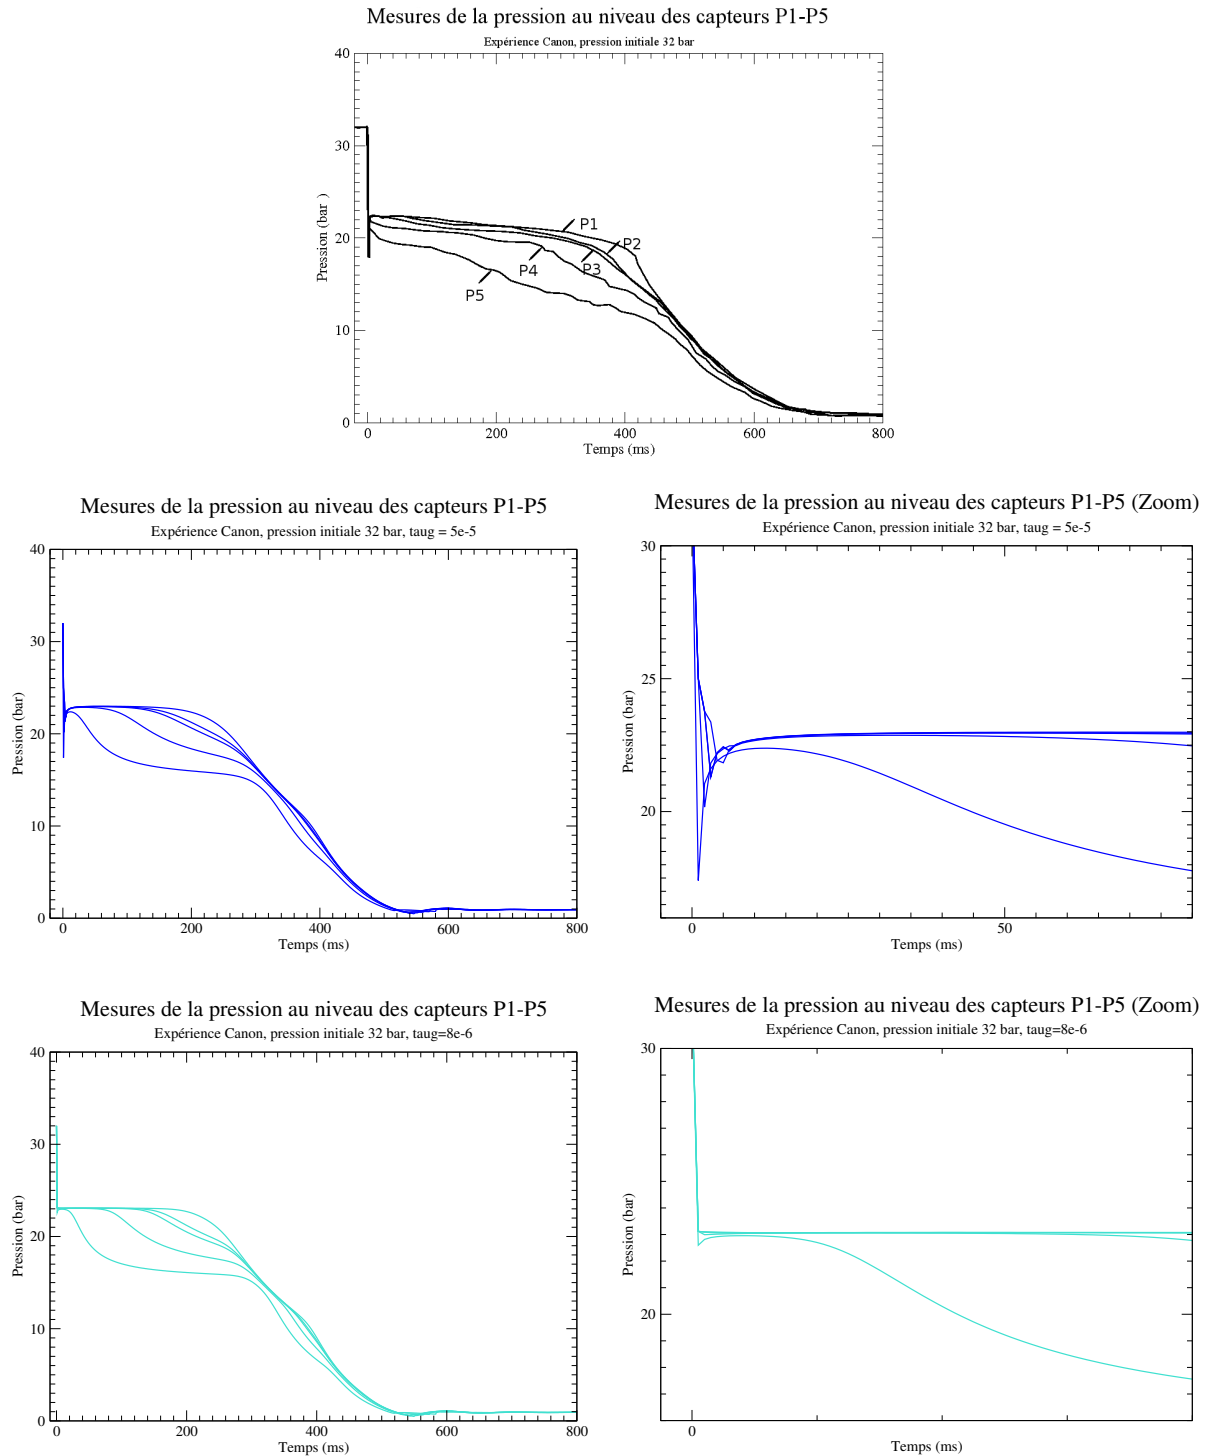 Mesures de la pression au niveau des capteurs P1-P5
Expérience Canon, pression initiale 32 bar
40
30
20
10
0
Pression (bar )
P1
P2
P3
P4
P5
0 200 400 600 800
Temps (ms)
Mesures de la pression au niveau des capteurs P1-P5
Expérience Canon, pression initiale 32 bar, taug = 5e-5
40
30
20
10
0
Pression (bar)
0 200 400 600 800
Temps (ms)
Mesures de la pression au niveau des capteurs P1-P5 (Zoom)
Expérience Canon, pression initiale 32 bar, taug = 5e-5
30
25
20
Pression (bar)
0 50
Temps (ms)
Mesures de la pression au niveau des capteurs P1-P5
Expérience Canon, pression initiale 32 bar, taug=8e-6
40
30
20
10
0
Pression (bar)
0 200 400 600 800
Temps (ms)
Mesures de la pression au niveau des capteurs P1-P5 (Zoom)
Expérience Canon, pression initiale 32 bar, taug=8e-6
30
20
Pression (bar)
0
Temps (ms)